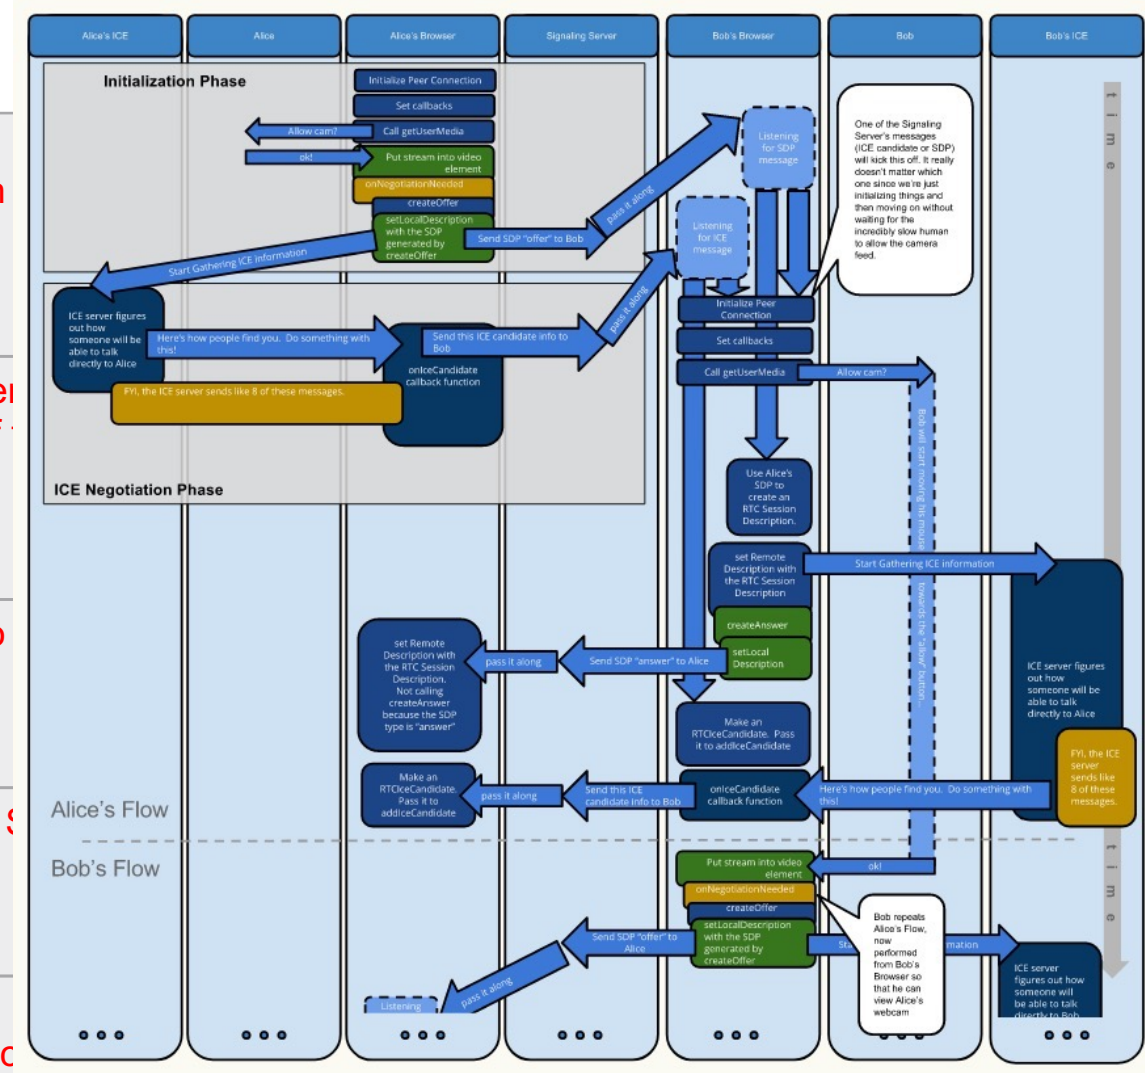 Alice's ICE
Alice
Alice's Browser
Signaling Server
Bob's Browser
Bob
Bob's ICE
Initialization Phase
Initialize Peer Connection
Set callbacks
Allow cam?
Call getUserMedia
ok!
Put stream into video
element
onNegotiationNeeded
createOffer
setLocalDescription
with the SDP
generated by
createOffer
Send SDP "offer" to Bob
pass it along
Start Gathering ICE information
Listening
for SDP
message
Listening
for ICE
message
One of the Signaling
Server's messages
(ICE candidate or SDP)
will kick this off. It really
doesn't matter which
one since we're just
initializing things and
then moving on without
waiting for the
incredibly slow human
to allow the camera
feed.
time
ICE server figures
out how
someone will be
able to talk
directly to Alice
Here's how people find you. Do something with
this!
Send this ICE candidate info to
Bob
pass it along
onIceCandidate
callback function
FYI, the ICE server sends like 8 of these messages.
ICE Negotiation Phase
Initialize Peer
Connection
Set callbacks
Call getUserMedia
Allow cam?
Bob will start moving his mouse towards the "allow" button...
Use Alice's
SDP to
create an
RTC Session
Description.
set Remote
Description with
the RTC Session
Description
Start Gathering ICE information
createAnswer
setLocal
Description
Send SDP "answer" to Alice
pass it along
set Remote
Description with
the RTC Session
Description.
Not calling
createAnswer
because the SDP
type is "answer"
ICE server figures
out how
someone will be
able to talk
directly to Alice
Make an
RTCIceCandidate. Pass
it to addIceCandidate
FYI, the ICE
server
sends like
8 of these
messages.
Make an
RTCIceCandidate.
Pass it to
addIceCandidate
pass it along
Send this ICE
candidate info to Bob
onIceCandidate
callback function
Here's how people find you. Do something with
this!
Alice's Flow
Bob's Flow
time
Put stream into video
element
ok!
onNegotiationNeeded
createOffer
setLocalDescription
with the SDP
generated by
createOffer
Send SDP "offer" to
Alice
pass it along
Listening
Bob repeats
Alice's Flow,
now
performed
from Bob's
Browser so
that he can
view Alice's
webcam
ICE server
figures out how
someone will
be able to talk
directly to Bob